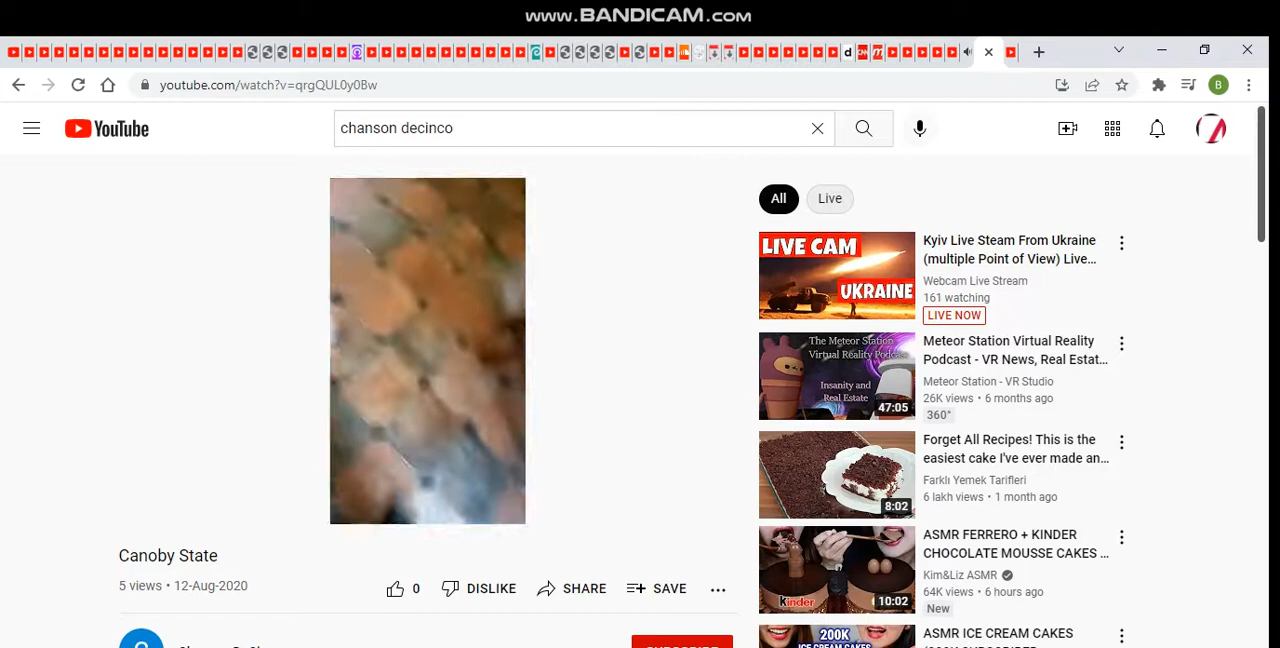 www.BANDICAM.com
youtube.com/watch?v=qrgQUL0y0Bw
B
YouTube
chanson decinco
All
Live
LIVE CAM
UKRAINE
Kyiv Live Steam From Ukraine
(multiple Point of View) Live...
Webcam Live Stream
161 watching
LIVE NOW
The Meteor Station
Virtual Reality Podcast
Insanity and
Real Estate
47:05
Meteor Station Virtual Reality
Podcast - VR News, Real Estat...
Meteor Station - VR Studio
26K views • 6 months ago
360°
8:02
Forget All Recipes! This is the
easiest cake I've ever made an...
Farklı Yemek Tarifleri
6 lakh views • 1 month ago
kinder
10:02
ASMR FERRERO + KINDER
CHOCOLATE MOUSSE CAKES ...
Kim&Liz ASMR
64K views • 6 hours ago
New
200K
ASMR ICE CREAM CAKES
Canoby State
5 views • 12-Aug-2020
0
DISLIKE
SHARE
SAVE